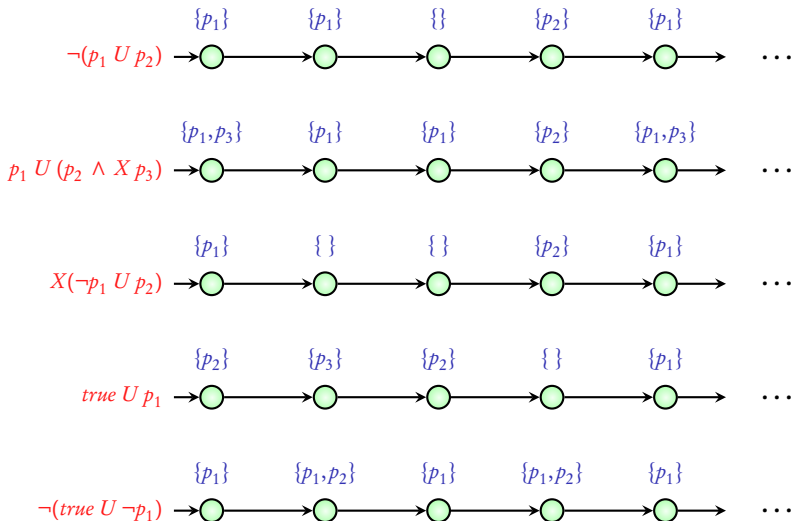 {p₁} {p₁} {} {p₂} {p₁}
¬(p₁ U p₂) ...
{p₁, p₃} {p₁} {p₁} {p₂} {p₁, p₃}
p₁ U (p₂ ∧ X p₃) ...
{p₁} { } { } {p₂} {p₁}
X(¬p₁ U p₂) ...
{p₂} {p₃} {p₂} { } {p₁}
true U p₁ ...
{p₁} {p₁, p₂} {p₁} {p₁, p₂} {p₁}
¬(true U ¬p₁) ...